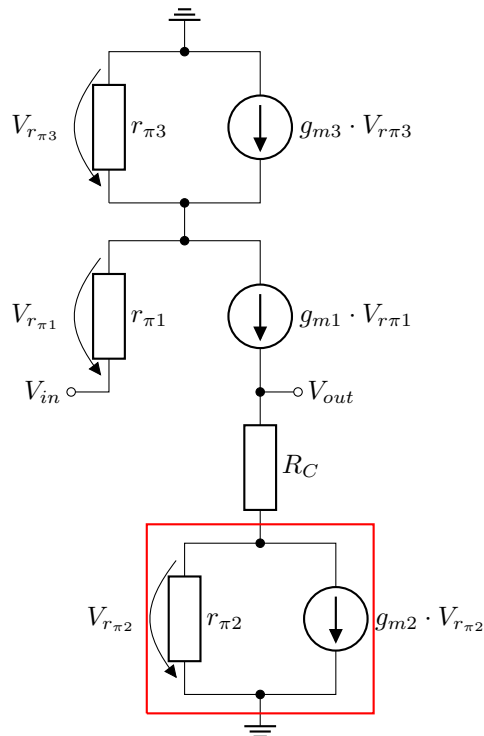 V_{r_{π3}} r_{π3} g_{m3} · V_{rπ3}
V_{r_{π1}} r_{π1} g_{m1} · V_{rπ1}
V_{in} V_{out}
R_C
V_{r_{π2}} r_{π2} g_{m2} · V_{r_{π2}}